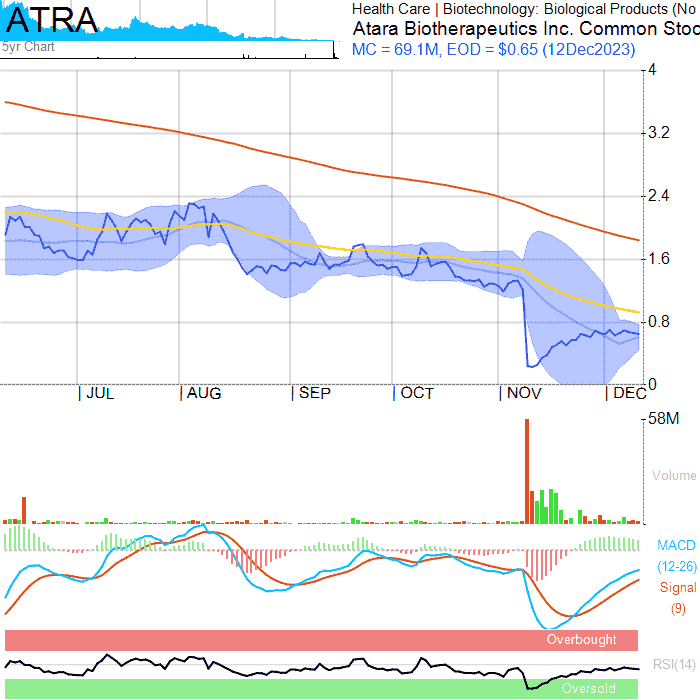 ATRA
5yr Chart
Health Care | Biotechnology: Biological Products (No
Atara Biotherapeutics Inc. Common Stoc
MC = 69.1M, EOD = $0.65 (12Dec2023)
4
3.2
2.4
1.6
0.8
0
| JUL | AUG | SEP | OCT | NOV | DEC
58M
Volume
MACD
(12-26)
Signal
(9)
Overbought
RSI(14)
Oversold